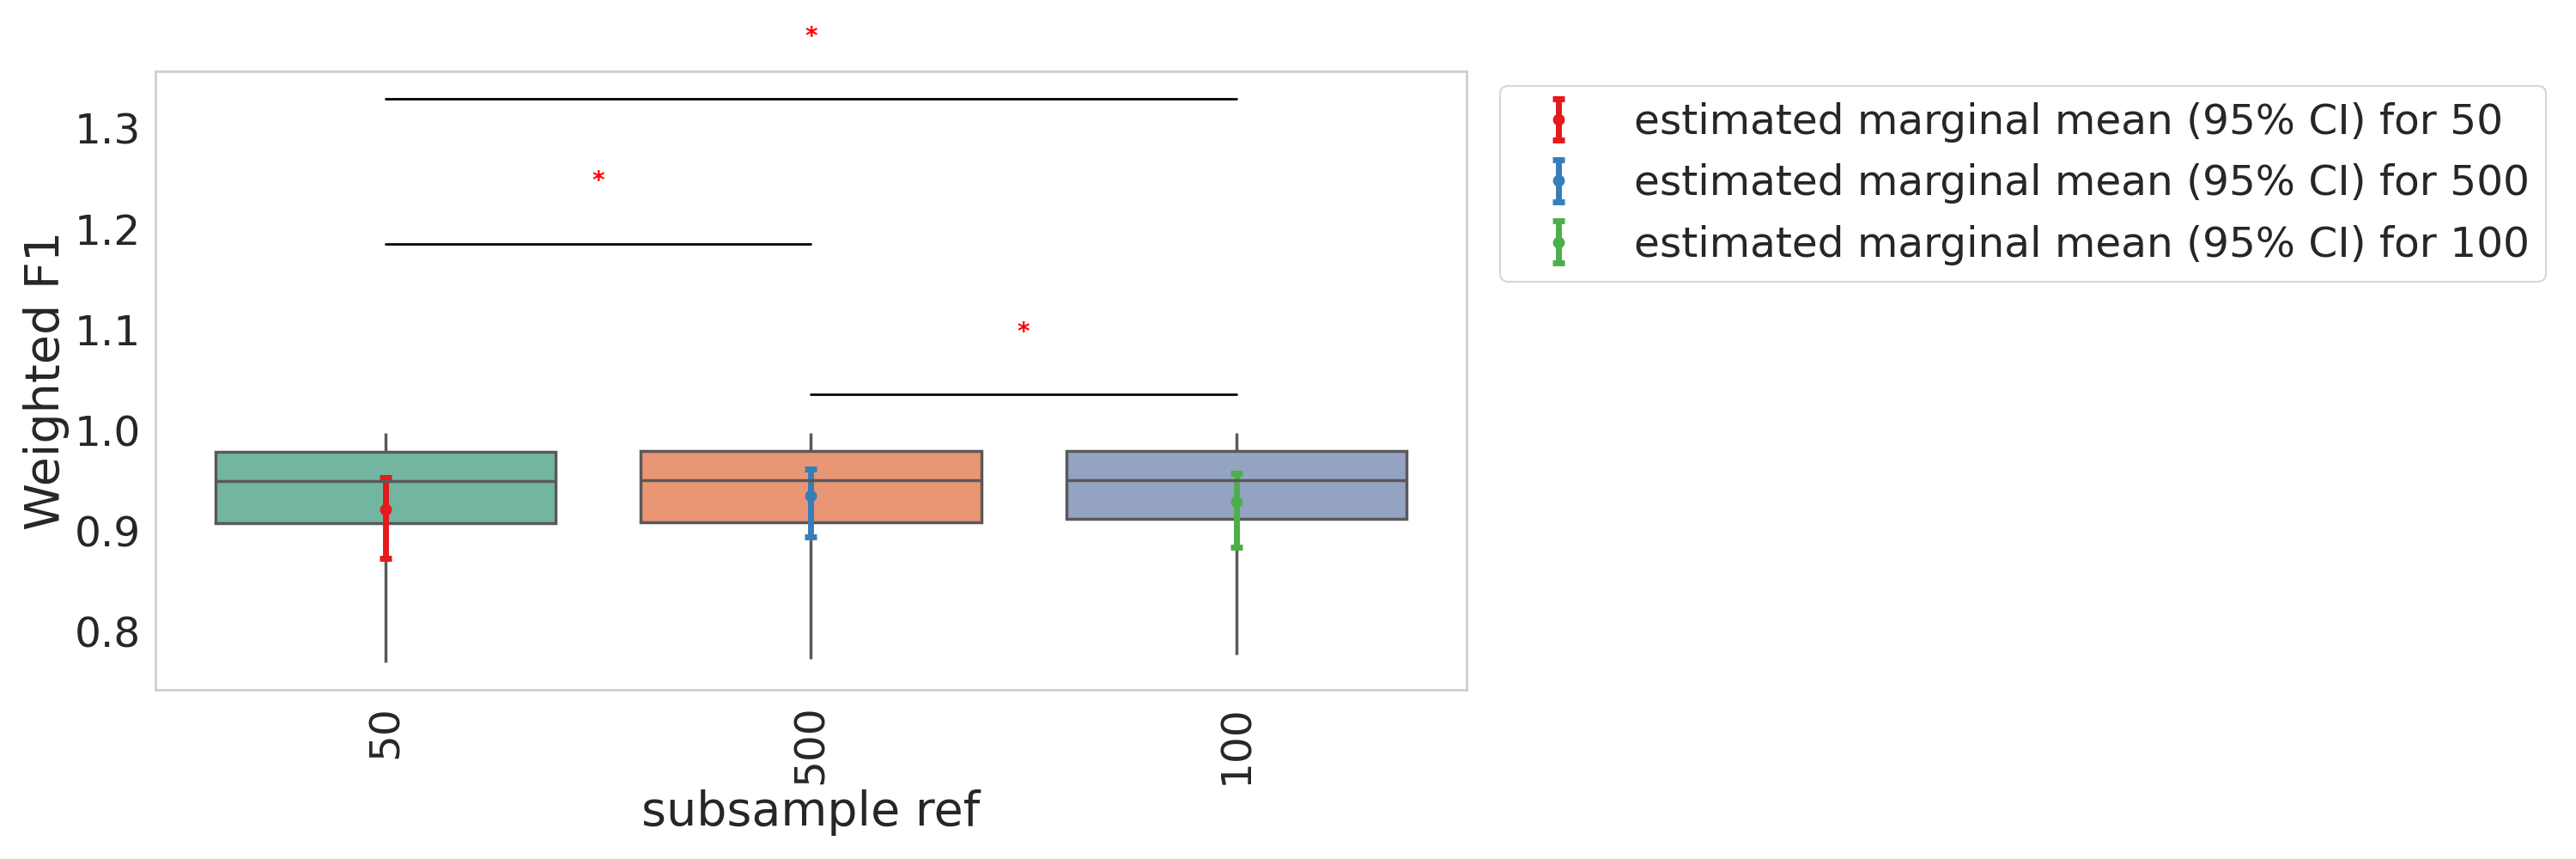 *
1.3
1.2
1.1
1.0
0.9
0.8
Weighted F1
*
*
50
500
100
subsample ref
estimated marginal mean (95% CI) for 50
estimated marginal mean (95% CI) for 500
estimated marginal mean (95% CI) for 100